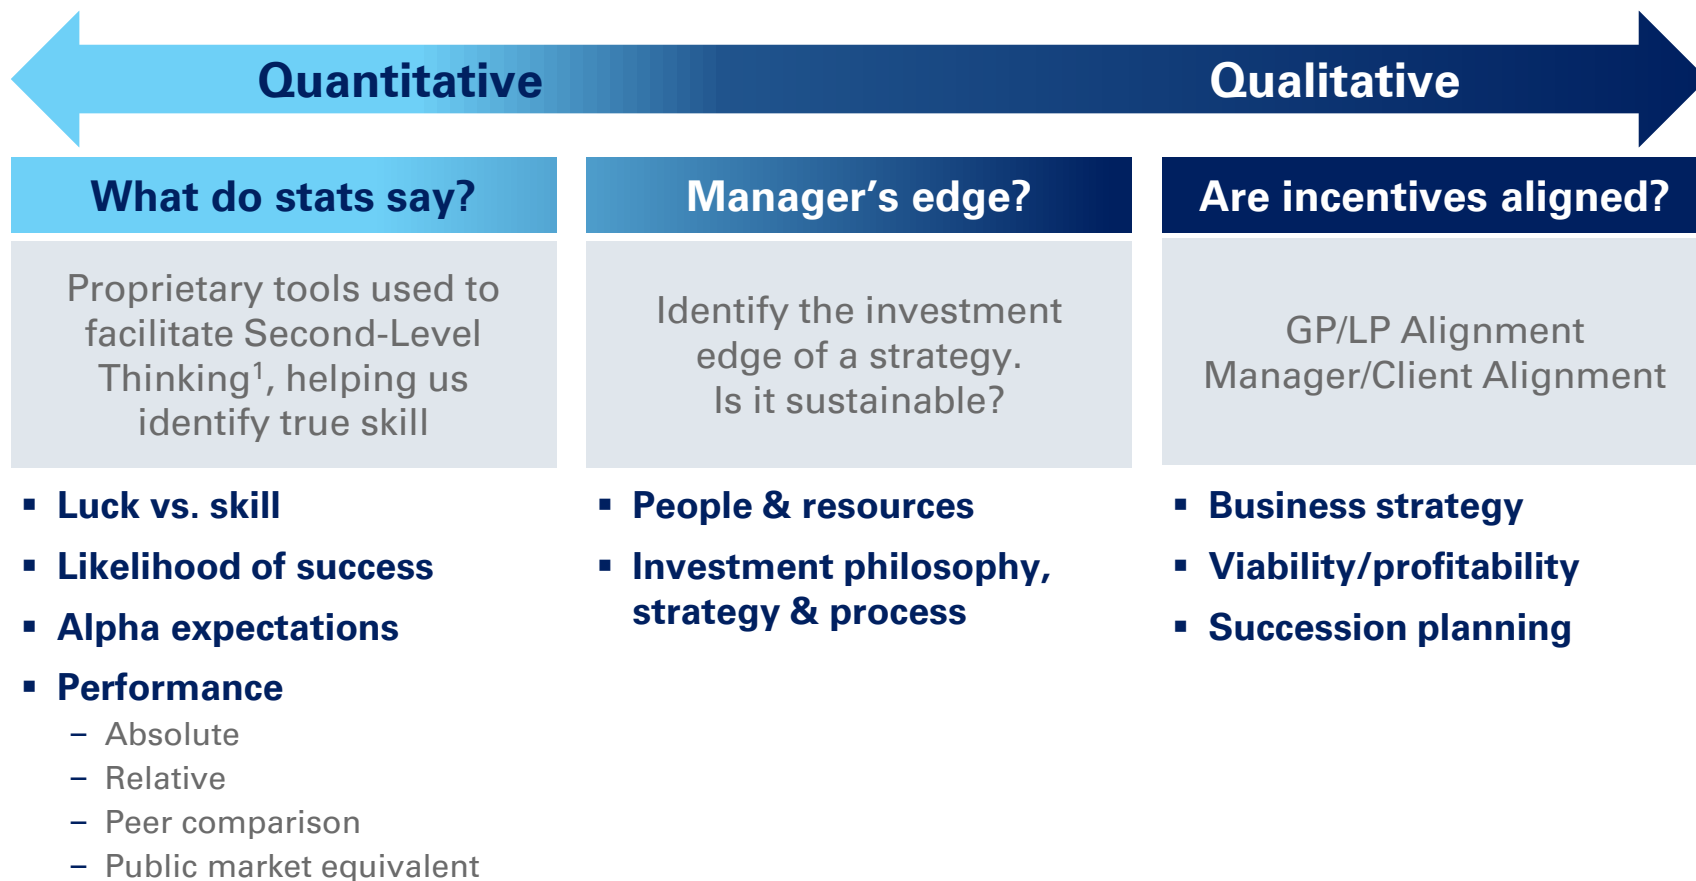 Quantitative
Qualitative
What do stats say?
Proprietary tools used to
facilitate Second-Level
Thinking¹, helping us
identify true skill
▪ Luck vs. skill
▪ Likelihood of success
▪ Alpha expectations
▪ Performance
– Absolute
– Relative
– Peer comparison
– Public market equivalent
Manager’s edge?
Identify the investment
edge of a strategy.
Is it sustainable?
▪ People & resources
▪ Investment philosophy,
strategy & process
Are incentives aligned?
GP/LP Alignment
Manager/Client Alignment
▪ Business strategy
▪ Viability/profitability
▪ Succession planning